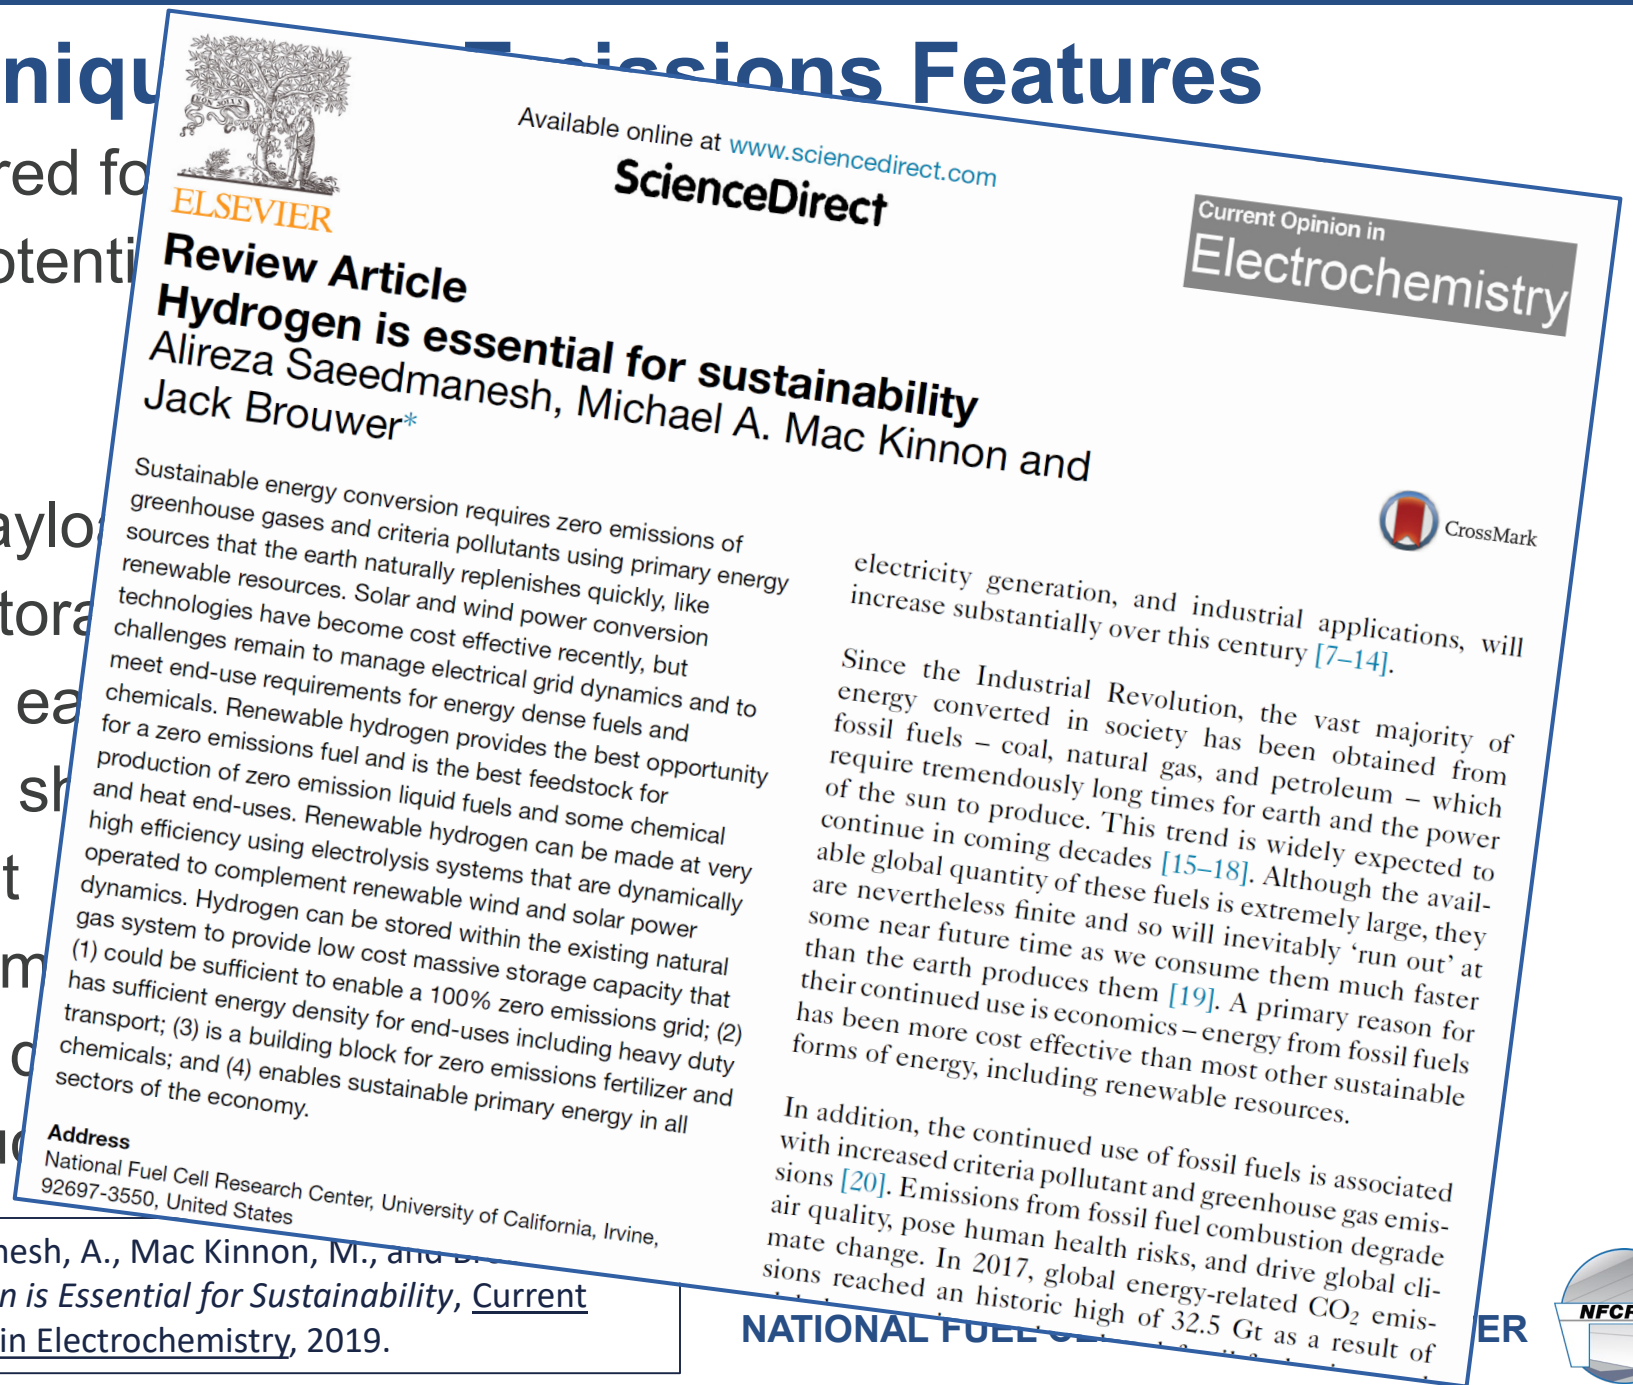 Emissions Features
ELSEVIER
Available online at www.sciencedirect.com
ScienceDirect
Current Opinion in
Electrochemistry
Review Article
Hydrogen is essential for sustainability
Alireza Saeedmanesh, Michael A. Mac Kinnon and
Jack Brouwer*
CrossMark
Sustainable energy conversion requires zero emissions of
greenhouse gases and criteria pollutants using primary energy
sources that the earth naturally replenishes quickly, like
renewable resources. Solar and wind power conversion
technologies have become cost effective recently, but
challenges remain to manage electrical grid dynamics and to
meet end-use requirements for energy dense fuels and
chemicals. Renewable hydrogen provides the best opportunity
for a zero emissions fuel and is the best feedstock for
production of zero emission liquid fuels and some chemical
and heat end-uses. Renewable hydrogen can be made at very
high efficiency using electrolysis systems that are dynamically
operated to complement renewable wind and solar power
dynamics. Hydrogen can be stored within the existing natural
gas system to provide low cost massive storage capacity that
(1) could be sufficient to enable a 100% zero emissions grid; (2)
has sufficient energy density for end-uses including heavy duty
transport; (3) is a building block for zero emissions fertilizer and
chemicals; and (4) enables sustainable primary energy in all
sectors of the economy.
Address
National Fuel Cell Research Center, University of California, Irvine,
92697-3550, United States
electricity generation, and industrial applications, will
increase substantially over this century [7–14].
Since the Industrial Revolution, the vast majority of
energy converted in society has been obtained from
fossil fuels – coal, natural gas, and petroleum – which
require tremendously long times for earth and the power
of the sun to produce. This trend is widely expected to
continue in coming decades [15–18]. Although the avail-
able global quantity of these fuels is extremely large, they
are nevertheless finite and so will inevitably 'run out' at
some near future time as we consume them much faster
than the earth produces them [19]. A primary reason for
their continued use is economics – energy from fossil fuels
has been more cost effective than most other sustainable
forms of energy, including renewable resources.
In addition, the continued use of fossil fuels is associated
with increased criteria pollutant and greenhouse gas emis-
sions [20]. Emissions from fossil fuel combustion degrade
air quality, pose human health risks, and drive global cli-
mate change. In 2017, global energy-related CO₂ emis-
sions reached an historic high of 32.5 Gt as a result of
nesh, A., Mac Kinnon, M., and
n is Essential for Sustainability, Current
in Electrochemistry, 2019.
NATIONAL FUEL
ER
NFCR